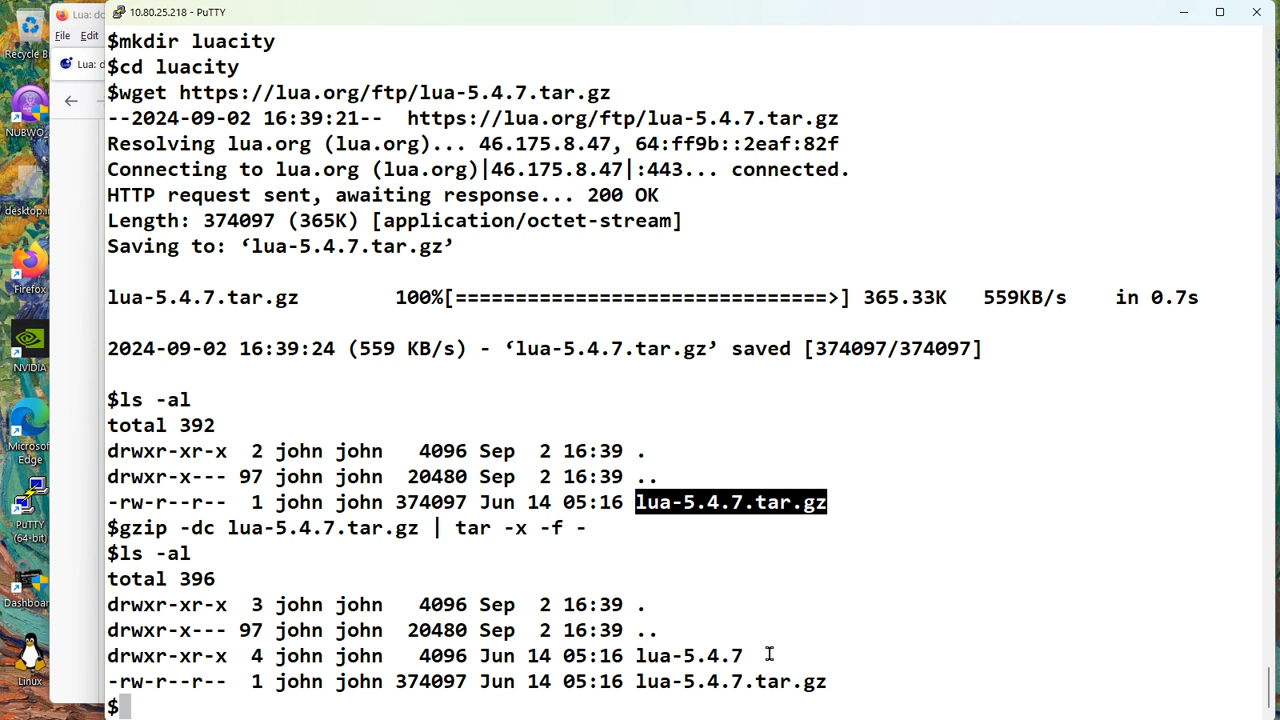 Recycle B
NUBWO
desktop.in
Firefox
NVIDIA
Microsof
Edge
PuTTY
(64-bit)
Dashboar
Linux
Lua: do
File Edit
Lua: d
10.80.25.218 - PuTTY
$mkdir luacity
$cd luacity
$wget https://lua.org/ftp/lua-5.4.7.tar.gz
--2024-09-02 16:39:21--  https://lua.org/ftp/lua-5.4.7.tar.gz
Resolving lua.org (lua.org)... 46.175.8.47, 64:ff9b::2eaf:82f
Connecting to lua.org (lua.org)|46.175.8.47|:443... connected.
HTTP request sent, awaiting response... 200 OK
Length: 374097 (365K) [application/octet-stream]
Saving to: ‘lua-5.4.7.tar.gz’
lua-5.4.7.tar.gz        100%[===============================>] 365.33K   559KB/s    in 0.7s
2024-09-02 16:39:24 (559 KB/s) - ‘lua-5.4.7.tar.gz’ saved [374097/374097]
$ls -al
total 392
drwxr-xr-x  2 john john   4096 Sep  2 16:39 .
drwxr-x--- 97 john john  20480 Sep  2 16:39 ..
-rw-r--r--  1 john john 374097 Jun 14 05:16 lua-5.4.7.tar.gz
$gzip -dc lua-5.4.7.tar.gz | tar -x -f -
$ls -al
total 396
drwxr-xr-x  3 john john   4096 Sep  2 16:39 .
drwxr-x--- 97 john john  20480 Sep  2 16:39 ..
drwxr-xr-x  4 john john   4096 Jun 14 05:16 lua-5.4.7
-rw-r--r--  1 john john 374097 Jun 14 05:16 lua-5.4.7.tar.gz
$